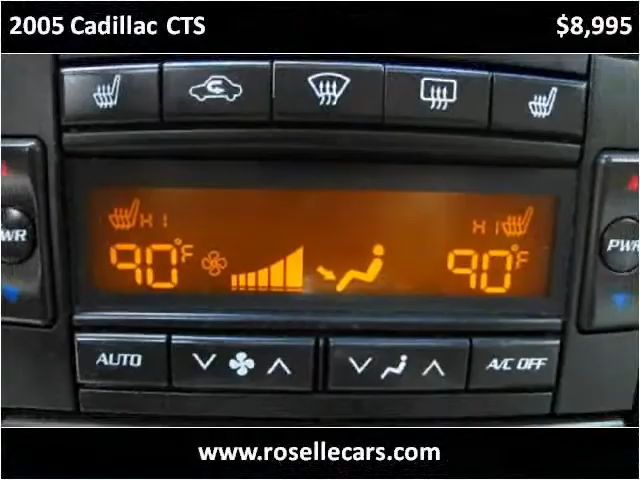 2005 Cadillac CTS $8,995
HI HI
90°F 90°F
PWR PWR
AUTO A/C OFF
www.rosellecars.com